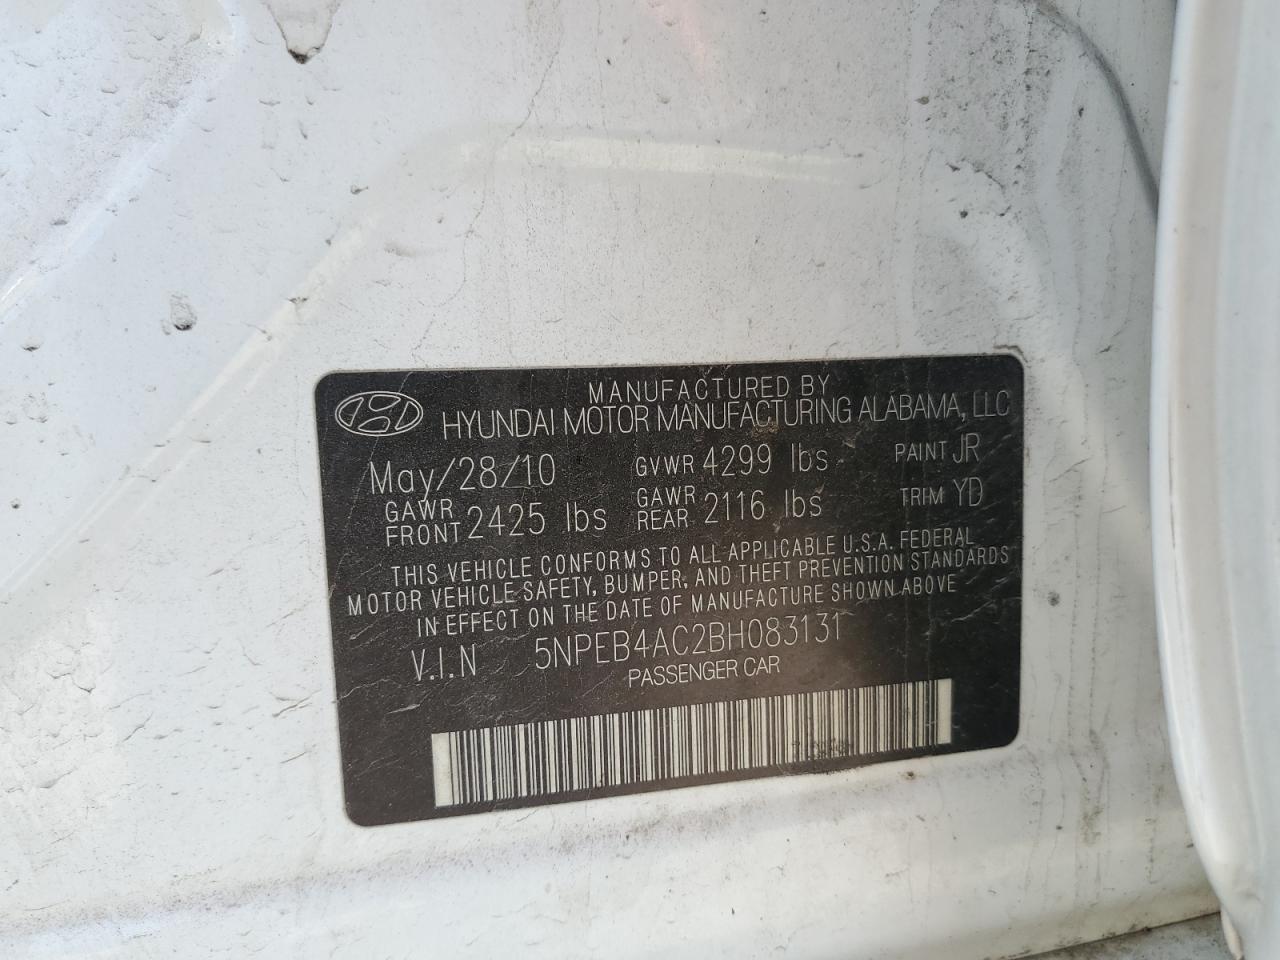 MANUFACTURED BY
HYUNDAI MOTOR MANUFACTURING ALABAMA, LLC
May/28/10 GVWR 4299 lbs PAINT JR
GAWR FRONT 2425 lbs GAWR REAR 2116 lbs TRIM YD
THIS VEHICLE CONFORMS TO ALL APPLICABLE U.S.A. FEDERAL
MOTOR VEHICLE SAFETY, BUMPER, AND THEFT PREVENTION STANDARDS
IN EFFECT ON THE DATE OF MANUFACTURE SHOWN ABOVE
V.I.N 5NPEB4AC2BH083131
PASSENGER CAR